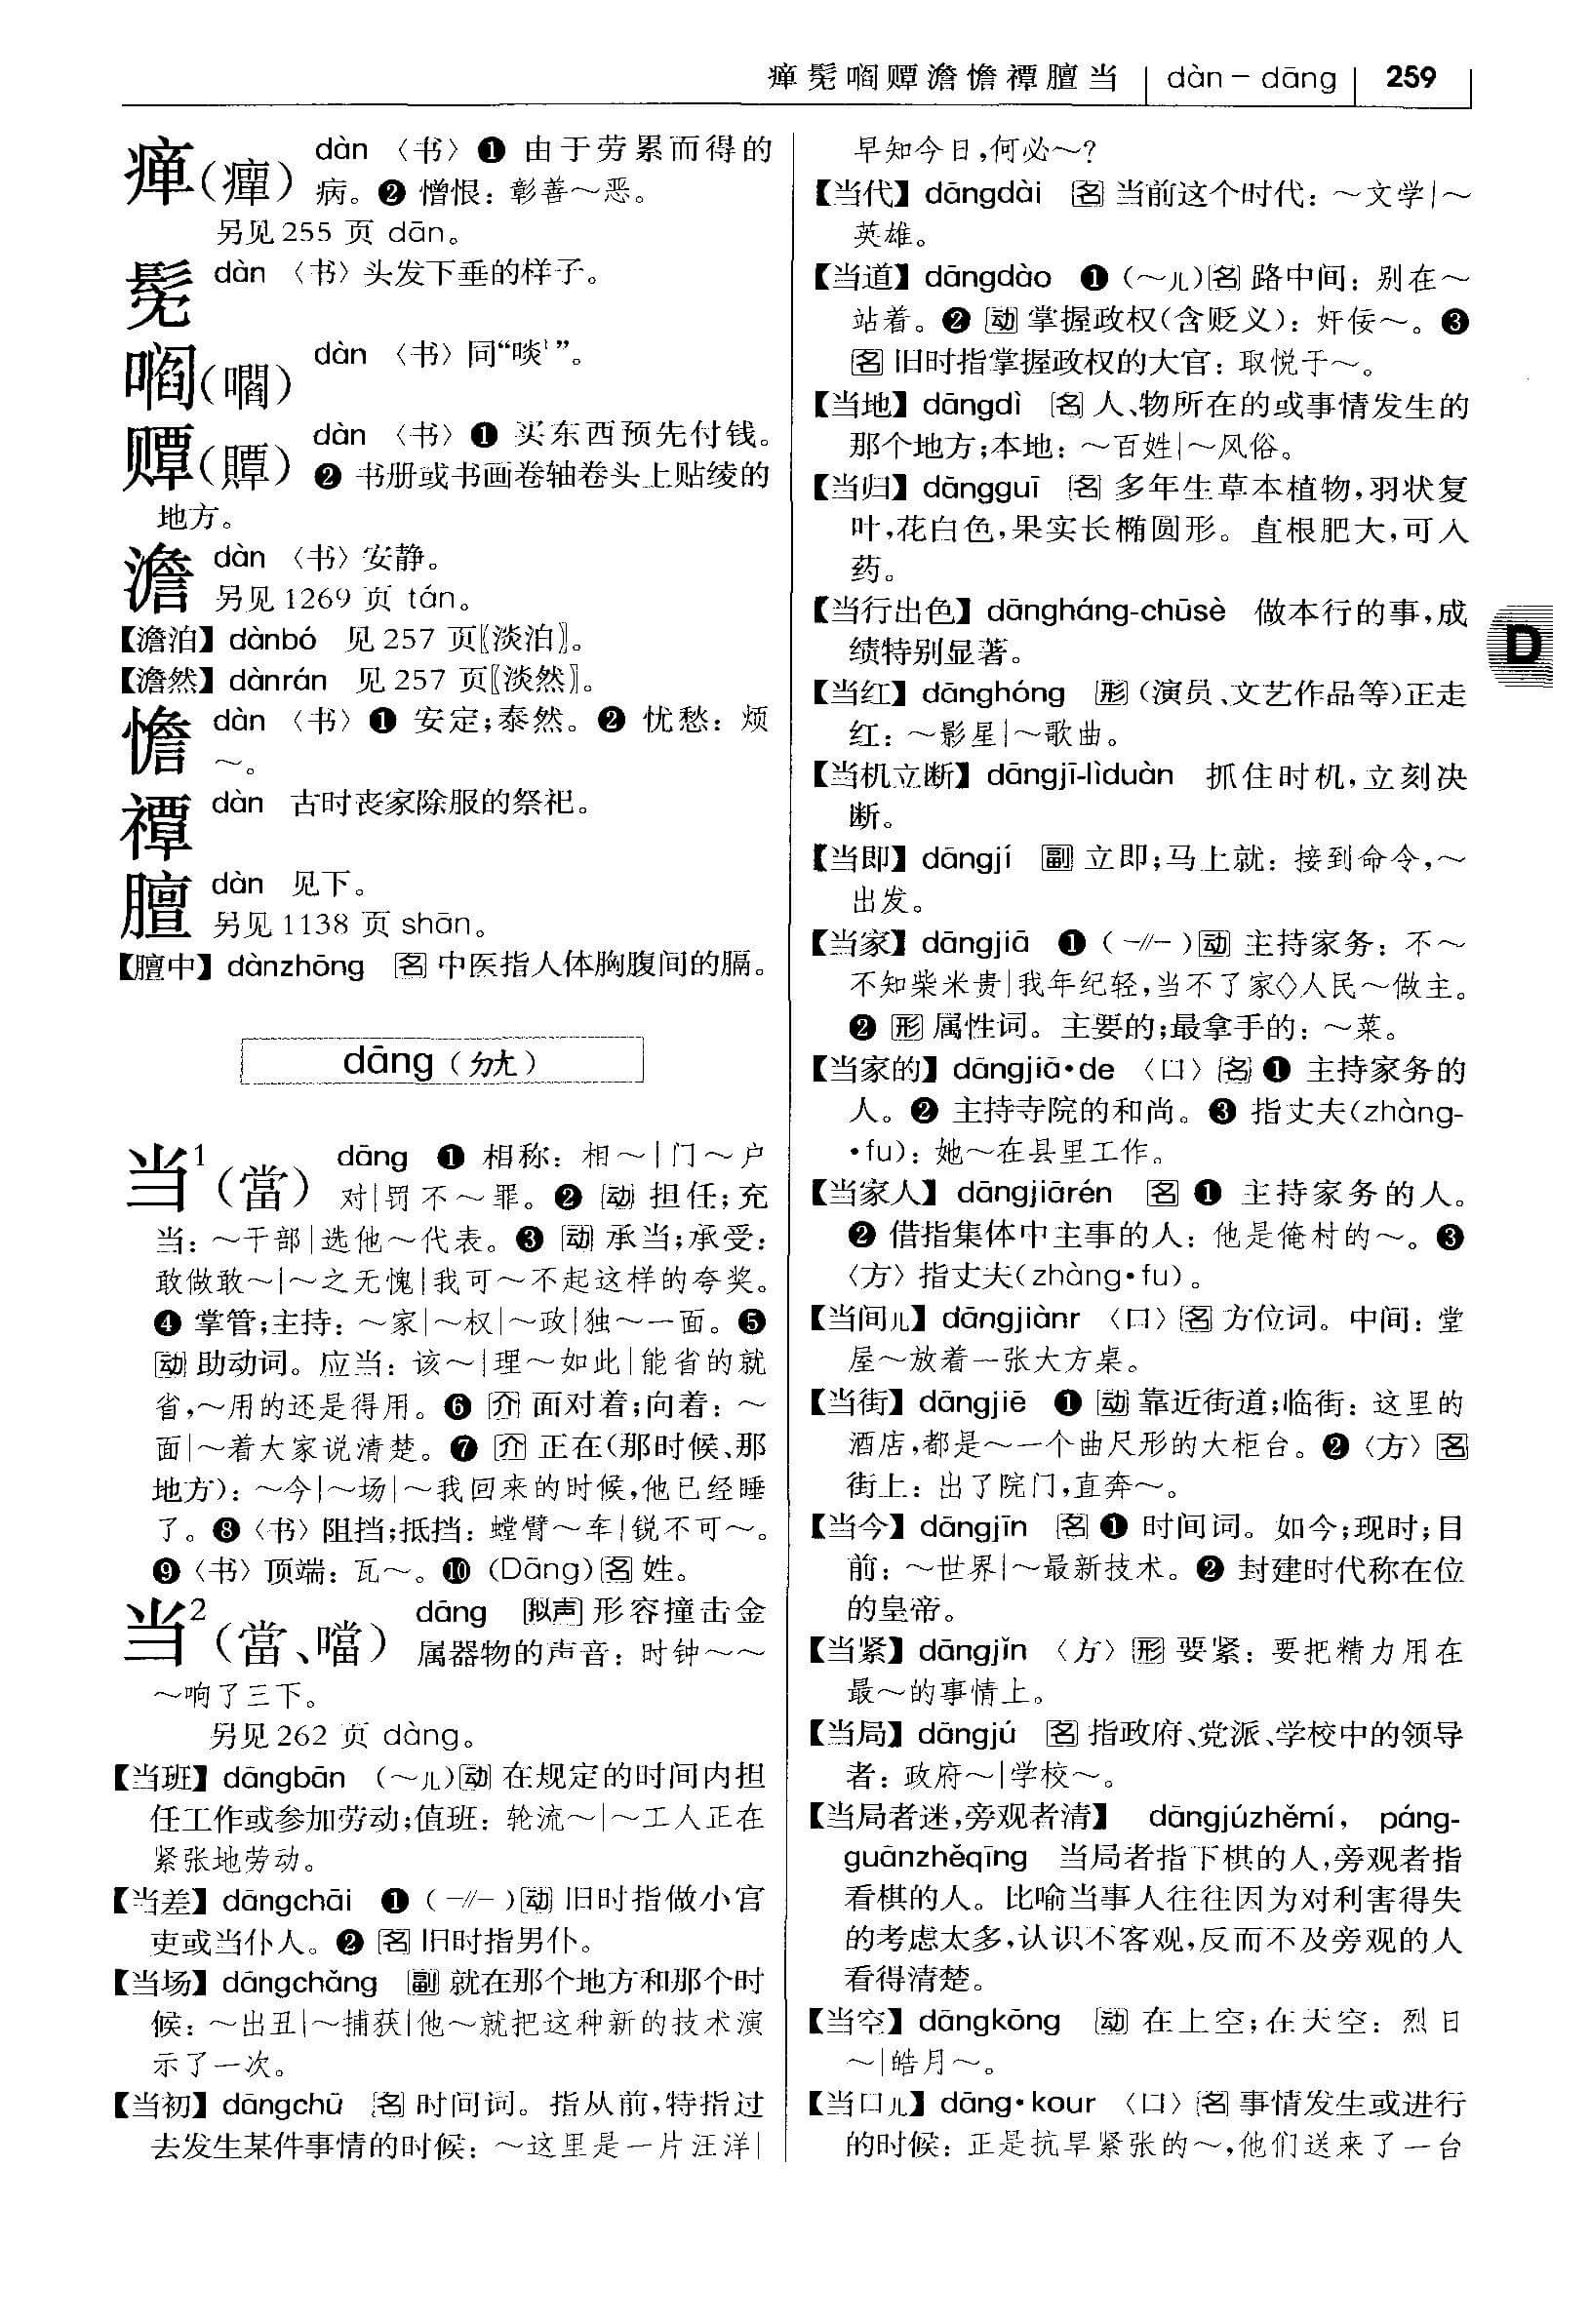 瘅髧啗赕澹憺禫膻当 | dàn－dāng | 259
瘅(癉) dàn 〈书〉❶ 由于劳累而得的
病。❷ 憎恨：彰善～恶。
另见255 页 dān。
髧 dàn 〈书〉头发下垂的样子。
dàn 〈书〉同“啖¹”。
dàn 〈书〉❶ 买东西预先付钱。
❷ 书册或书画卷轴卷头上贴绫的
地方。
澹 dàn 〈书〉安静。
另见1269 页 tán。
【澹泊】dànbó 见257 页〖淡泊〗。
【澹然】dànrán 见257 页〖淡然〗。
憺 dàn 〈书〉❶ 安定；泰然。❷ 忧愁：烦
～。
禫 dàn 古时丧家除服的祭祀。
膻 dàn 见下。
另见1138 页 shān。
【膻中】dànzhōng 名 中医指人体胸腹间的膈。
dāng（ㄉㄤ）
当¹(當) dāng ❶ 相称：相～|门～户
对|罚不～罪。❷ 动 担任；充
当：～干部|选他～代表。❸ 动 承当；承受：
敢做敢～|～之无愧|我可～不起这样的夸奖。
❹ 掌管；主持：～家|～权|～政|独～一面。❺
动 助动词。应当：该～|理～如此|能省的就
省，～用的还是得用。❻ 介 面对着；向着：～
面|～着大家说清楚。❼ 介 正在(那时候、那
地方)：～今|～场|～我回来的时候，他已经睡
了。❽〈书〉阻挡；抵挡：螳臂～车|锐不可～。
❾〈书〉顶端：瓦～。❿ (Dāng) 名 姓。
当²(當、噹) dāng 拟声 形容撞击金
属器物的声音：时钟～～
～响了三下。
另见262 页 dàng。
【当班】dāngbān (～儿) 动 在规定的时间内担
任工作或参加劳动；值班：轮流～|～工人正在
紧张地劳动。
【当差】dāngchāi ❶ (－//－) 动 旧时指做小官
吏或当仆人。❷ 名 旧时指男仆。
【当场】dāngchǎng 副 就在那个地方和那个时
候：～出丑|～捕获|他～就把这种新的技术演
示了一次。
【当初】dāngchū 名 时间词。指从前，特指过
去发生某件事情的时候：～这里是一片汪洋|
早知今日，何必～？
【当代】dāngdài 名 当前这个时代：～文学|～
英雄。
【当道】dāngdào ❶ (～儿) 名 路中间：别在～
站着。❷ 动 掌握政权(含贬义)：奸佞～。❸
名 旧时指掌握政权的大官：取悦于～。
【当地】dāngdì 名 人、物所在的或事情发生的
那个地方；本地：～百姓|～风俗。
【当归】dāngguī 名 多年生草本植物，羽状复
叶，花白色，果实长椭圆形。直根肥大，可入
药。
【当行出色】dāngháng-chūsè 做本行的事，成
绩特别显著。
【当红】dānghóng 形 (演员、文艺作品等)正走
红：～影星|～歌曲。
【当机立断】dāngjī-lìduàn 抓住时机，立刻决
断。
【当即】dāngjí 副 立即；马上就：接到命令，～
出发。
【当家】dāngjiā ❶ (－//－) 动 主持家务：不～
不知柴米贵|我年纪轻，当不了家◇人民～做主。
❷ 形 属性词。主要的；最拿手的：～菜。
【当家的】dāngjiā•de 〈口〉名 ❶ 主持家务的
人。❷ 主持寺院的和尚。❸ 指丈夫(zhàng-
•fu)：她～在县里工作。
【当家人】dāngjiārén 名 ❶ 主持家务的人。
❷ 借指集体中主事的人：他是俺村的～。❸
〈方〉指丈夫(zhàng•fu)。
【当间儿】dāngjiànr 〈口〉名 方位词。中间：堂
屋～放着一张大方桌。
【当街】dāngjiē ❶ 动 靠近街道；临街：这里的
酒店，都是～一个曲尺形的大柜台。❷〈方〉名
街上：出了院门，直奔～。
【当今】dāngjīn 名 ❶ 时间词。如今；现时；目
前：～世界|～最新技术。❷ 封建时代称在位
的皇帝。
【当紧】dāngjǐn 〈方〉形 要紧：要把精力用在
最～的事情上。
【当局】dāngjú 名 指政府、党派、学校中的领导
者：政府～|学校～。
【当局者迷，旁观者清】 dāngjúzhěmí, páng-
guānzhěqīng 当局者指下棋的人，旁观者指
看棋的人。比喻当事人往往因为对利害得失
的考虑太多，认识不客观，反而不及旁观的人
看得清楚。
【当空】dāngkōng 动 在上空；在天空：烈日
～|皓月～。
【当口儿】dāng•kour 〈口〉名 事情发生或进行
的时候：正是抗旱紧张的～，他们送来了一台
D